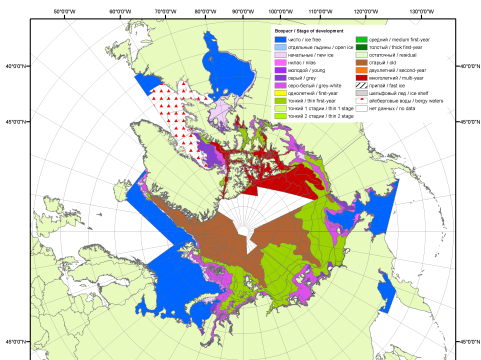 50°0'0"W 60°0'0"W 70°0'0"W 80°0'0"W 90°0'0"W 100°0'0"W 110°0'0"W 120°0'0"W 130°0'0"W
40°0'0"N 40°0'0"N
45°0'0"N 45°0'0"N
45°0'0"N 45°0'0"N
Возраст / Stage of development
чисто / ice free
отдельные льдины / open ice
начальные / new ice
нилас / nilas
молодой / young
серый / grey
серо-белый / grey-white
однолетний / first-year
тонкий / thin first-year
тонкий 1 стадии / thin 1 stage
тонкий 2 стадии / thin 2 stage
средний / medium first-year
толстый / thick first-year
остаточный / residual
старый / old
двухлетний / second-year
многолетний / multi-year
припай / fast ice
шельфовый лед / ice shelf
айсберговые воды / bergy waters
нет данных / no data